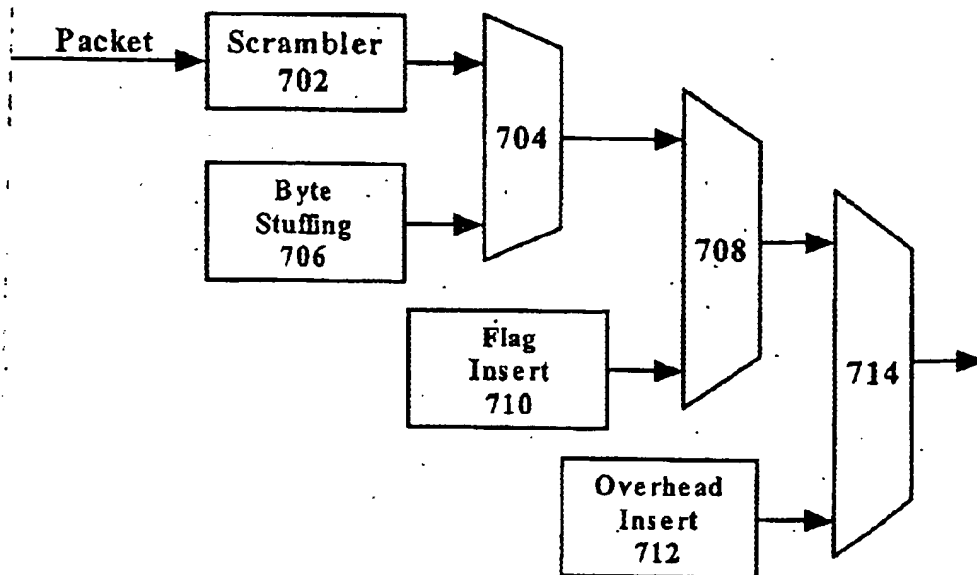 Packet
Scrambler
702
704
Byte
Stuffing
706
708
Flag
Insert
710
714
Overhead
Insert
712